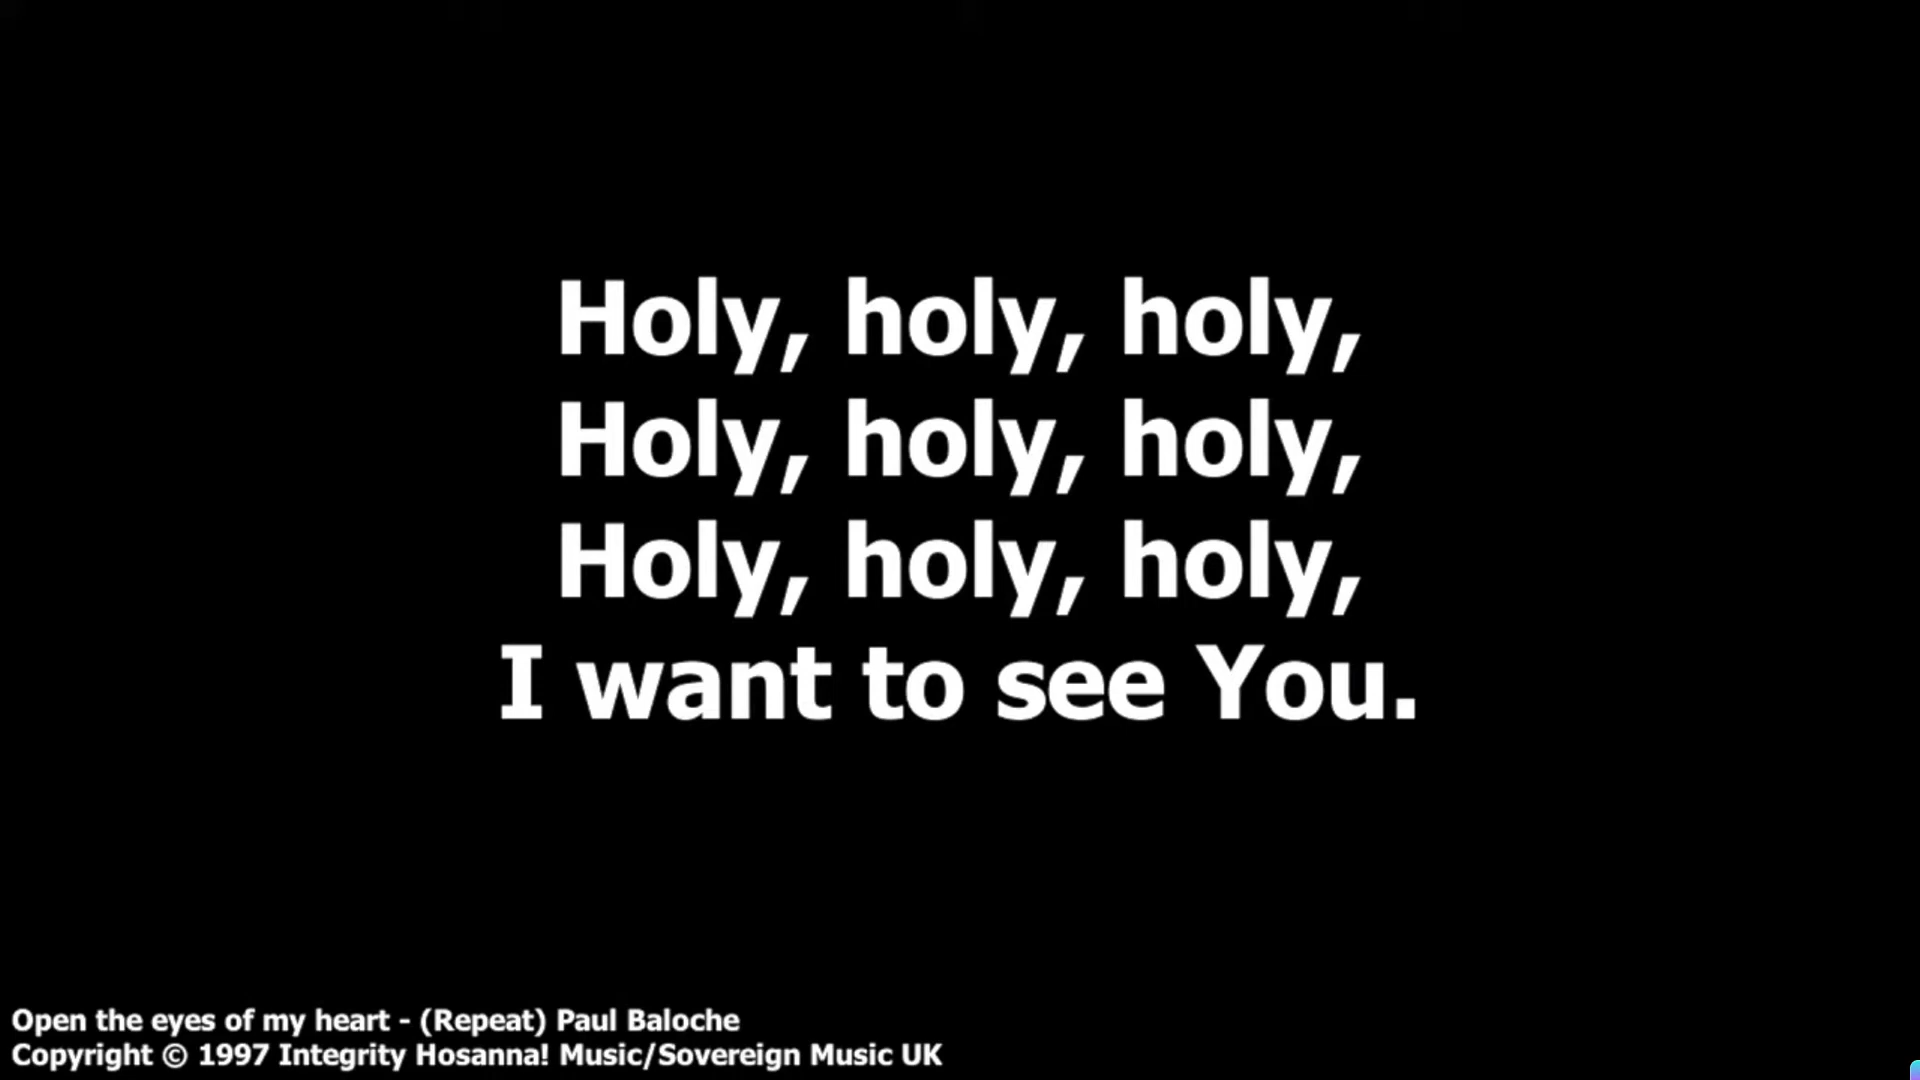 Holy, holy, holy,
Holy, holy, holy,
Holy, holy, holy,
I want to see You.
Open the eyes of my heart - (Repeat) Paul Baloche
Copyright © 1997 Integrity Hosanna! Music/Sovereign Music UK